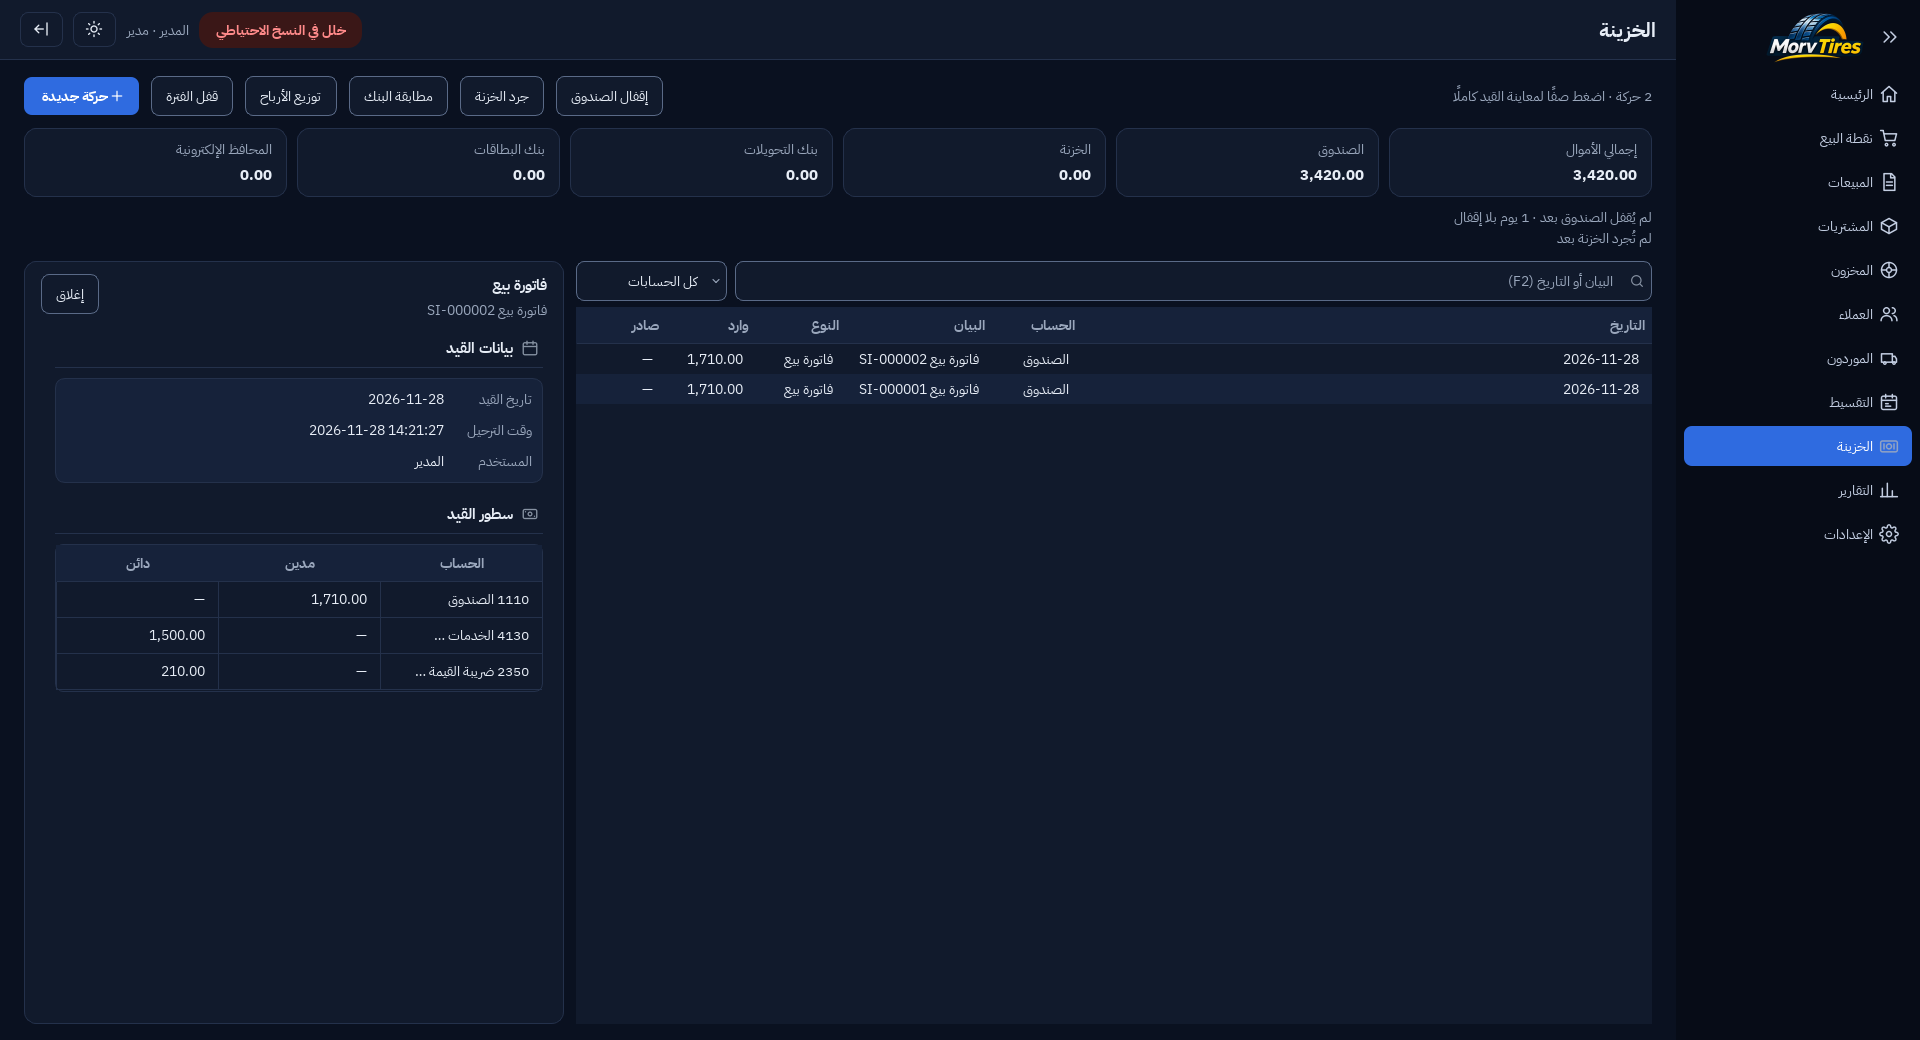 MorvTires
الرئيسية
نقطة البيع
المبيعات
المشتريات
المخزون
العملاء
الموردون
التقسيط
الخزينة
التقارير
الإعدادات
الخزينة
خلل في النسخ الاحتياطي
المدير · مدير
2 حركة · اضغط صفًا لمعاينة القيد كاملًا
إقفال الصندوق
جرد الخزنة
مطابقة البنك
توزيع الأرباح
قفل الفترة
حركة جديدة
إجمالي الأموال
3,420.00
الصندوق
3,420.00
الخزنة
0.00
بنك التحويلات
0.00
بنك البطاقات
0.00
المحافظ الإلكترونية
0.00
لم يُقفل الصندوق بعد · 1 يوم بلا إقفال
لم تُجرد الخزنة بعد
البيان أو التاريخ (F2)
كل الحسابات
التاريخ الحساب البيان النوع وارد صادر
2026-11-28 الصندوق فاتورة بيع SI-000002 فاتورة بيع 1,710.00 —
2026-11-28 الصندوق فاتورة بيع SI-000001 فاتورة بيع 1,710.00 —
فاتورة بيع
إغلاق
فاتورة بيع SI-000002
بيانات القيد
تاريخ القيد 2026-11-28
وقت الترحيل 2026-11-28 14:21:27
المستخدم المدير
سطور القيد
الحساب مدين دائن
1110 الصندوق 1,710.00 —
4130 الخدمات ... — 1,500.00
2350 ضريبة القيمة ... — 210.00